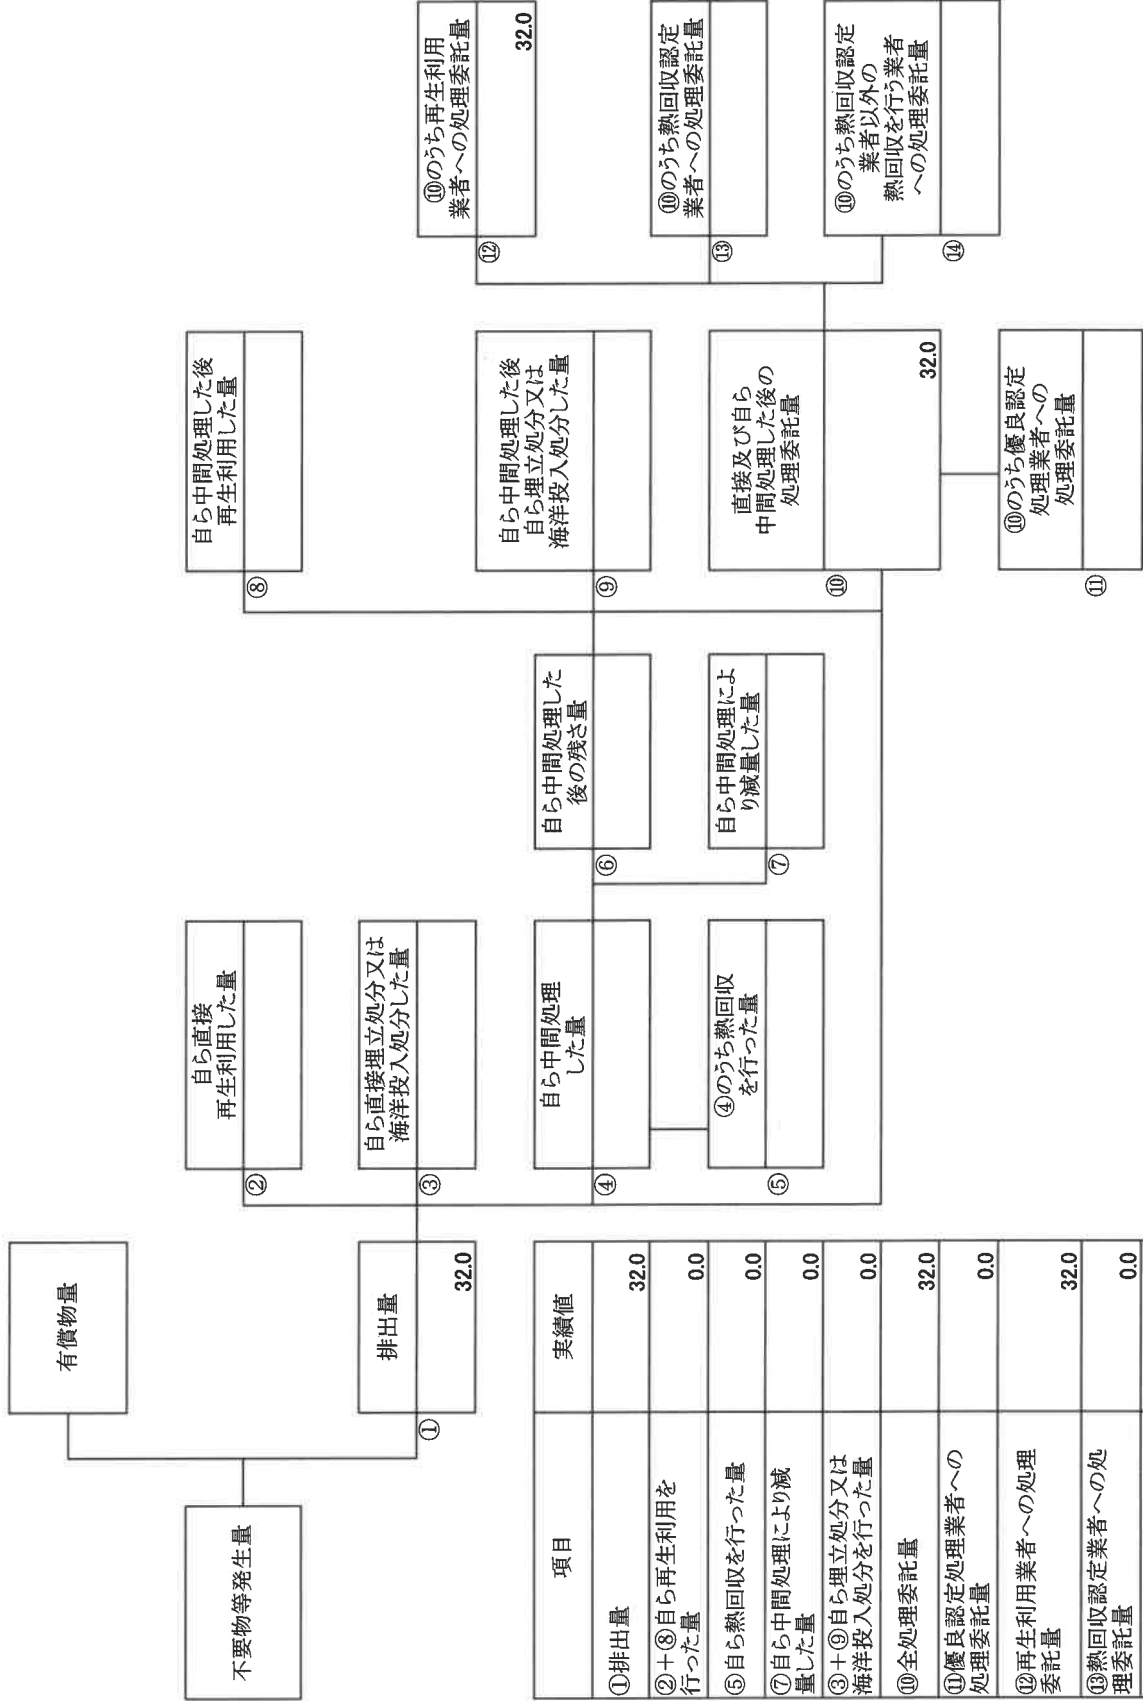 不要物等発生量
有償物量
①
排出量
32.0
②
自ら直接
再生利用した量
③
自ら直接埋立処分又は
海洋投入処分した量
④
自ら中間処理
した量
⑤
④のうち熱回収
を行った量
⑥
自ら中間処理した
後の残さ量
⑦
自ら中間処理によ
り減量した量
⑧
自ら中間処理した後
再生利用した量
⑨
自ら中間処理した後
自ら埋立処分又は
海洋投入処分した量
⑩
直接及び自ら
中間処理した後の
処理委託量
32.0
⑪
⑩のうち優良認定
処理業者への
処理委託量
⑫
⑩のうち再生利用
業者への処理委託量
32.0
⑬
⑩のうち熱回収認定
業者への処理委託量
⑭
⑩のうち熱回収認定
業者以外の
熱回収を行う業者
への処理委託量
項目 実績値
①排出量 32.0
②+⑧自ら再生利用を
行った量 0.0
⑤自ら熱回収を行った量 0.0
⑦自ら中間処理により減
量した量 0.0
③+⑨自ら埋立処分又は
海洋投入処分を行った量 0.0
⑩全処理委託量 32.0
⑪優良認定処理業者への
処理委託量 0.0
⑫再生利用業者への処理
委託量 32.0
⑬熱回収認定業者への処
理委託量 0.0